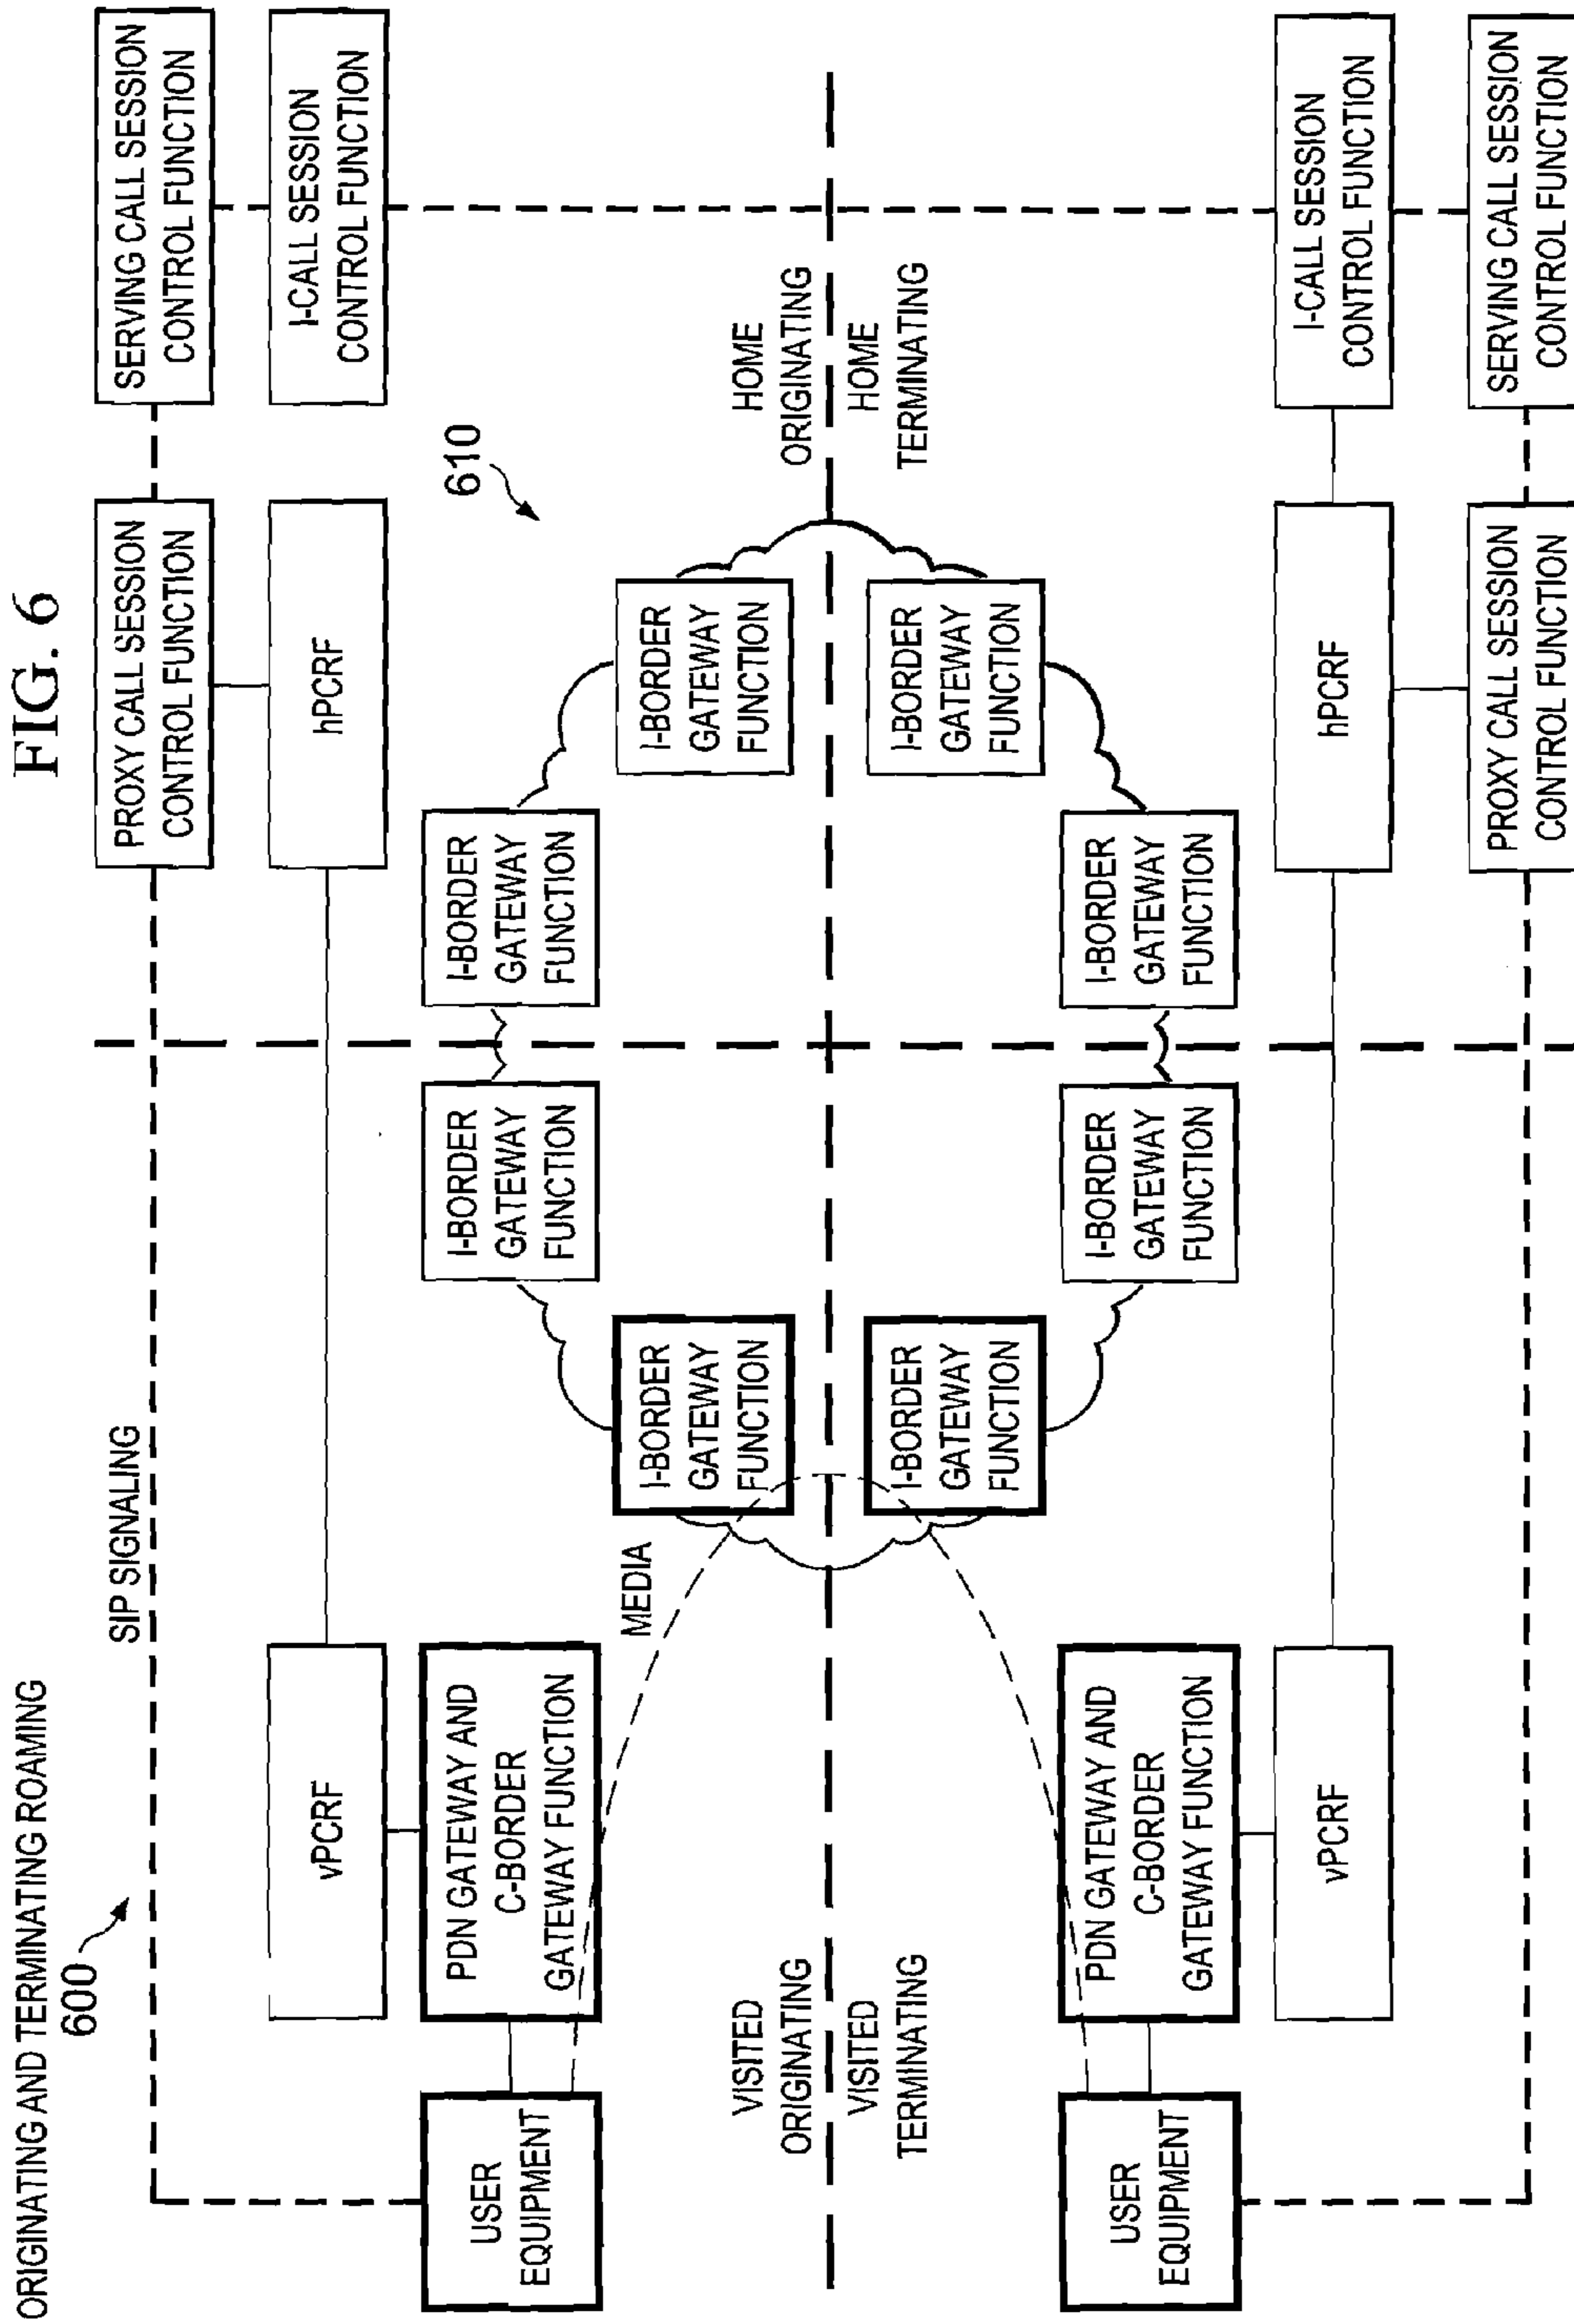 ORIGINATING AND TERMINATING ROAMING
FIG. 6
600
SIP SIGNALING
PROXY CALL SESSION
CONTROL FUNCTION
SERVING CALL SESSION
CONTROL FUNCTION
vPCRF
hPCRF
I-CALL SESSION
CONTROL FUNCTION
USER
EQUIPMENT
PDN GATEWAY AND
C-BORDER
GATEWAY FUNCTION
I-BORDER
GATEWAY
FUNCTION
I-BORDER
GATEWAY
FUNCTION
610
MEDIA
I-BORDER
GATEWAY
FUNCTION
I-BORDER
GATEWAY
FUNCTION
VISITED
ORIGINATING
HOME
ORIGINATING
VISITED
TERMINATING
HOME
TERMINATING
I-BORDER
GATEWAY
FUNCTION
I-BORDER
GATEWAY
FUNCTION
USER
EQUIPMENT
PDN GATEWAY AND
C-BORDER
GATEWAY FUNCTION
I-BORDER
GATEWAY
FUNCTION
I-BORDER
GATEWAY
FUNCTION
vPCRF
hPCRF
I-CALL SESSION
CONTROL FUNCTION
PROXY CALL SESSION
CONTROL FUNCTION
SERVING CALL SESSION
CONTROL FUNCTION